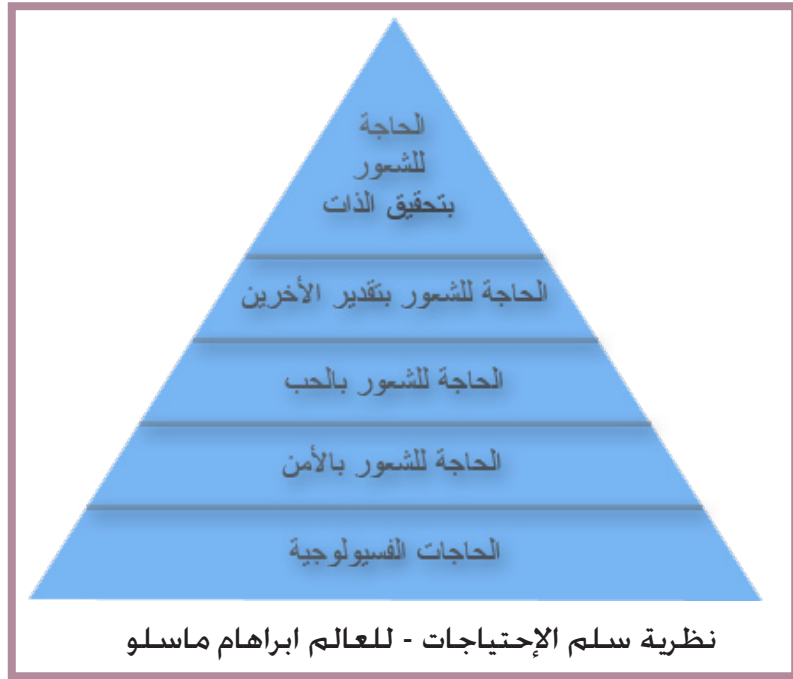 الحاجة
للشعور
بتحقيق الذات
الحاجة للشعور بتقدير الأخرين
الحاجة للشعور بالحب
الحاجة للشعور بالأمن
الحاجات الفسيولوجية
نظرية سلم الإحتياجات - للعالم ابراهام ماسلو